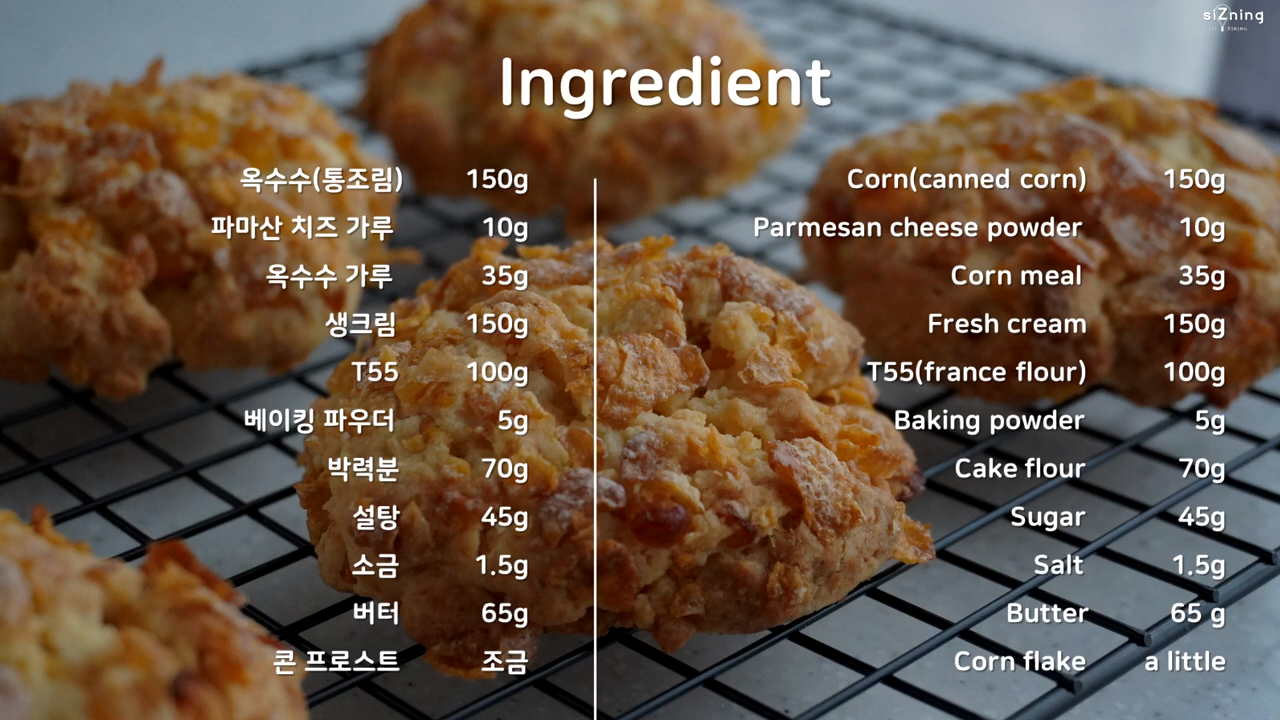 siZning
Ingredient
옥수수(통조림) 150g
파마산 치즈 가루 10g
옥수수 가루 35g
생크림 150g
T55 100g
베이킹 파우더 5g
박력분 70g
설탕 45g
소금 1.5g
버터 65g
콘 프로스트 조금
Corn(canned corn) 150g
Parmesan cheese powder 10g
Corn meal 35g
Fresh cream 150g
T55(france flour) 100g
Baking powder 5g
Cake flour 70g
Sugar 45g
Salt 1.5g
Butter 65 g
Corn flake a little